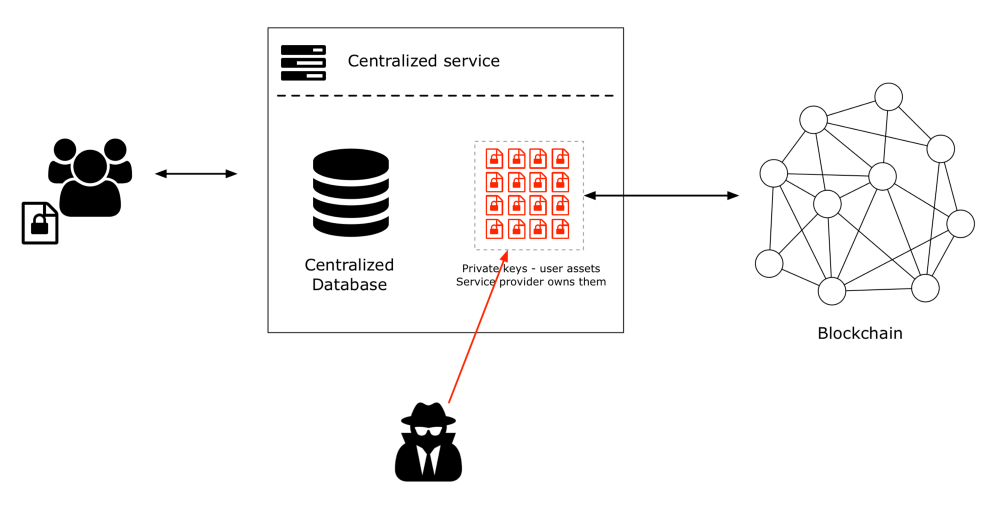 Centralized service
Centralized
Database
Private keys - user assets
Service provider owns them
Blockchain